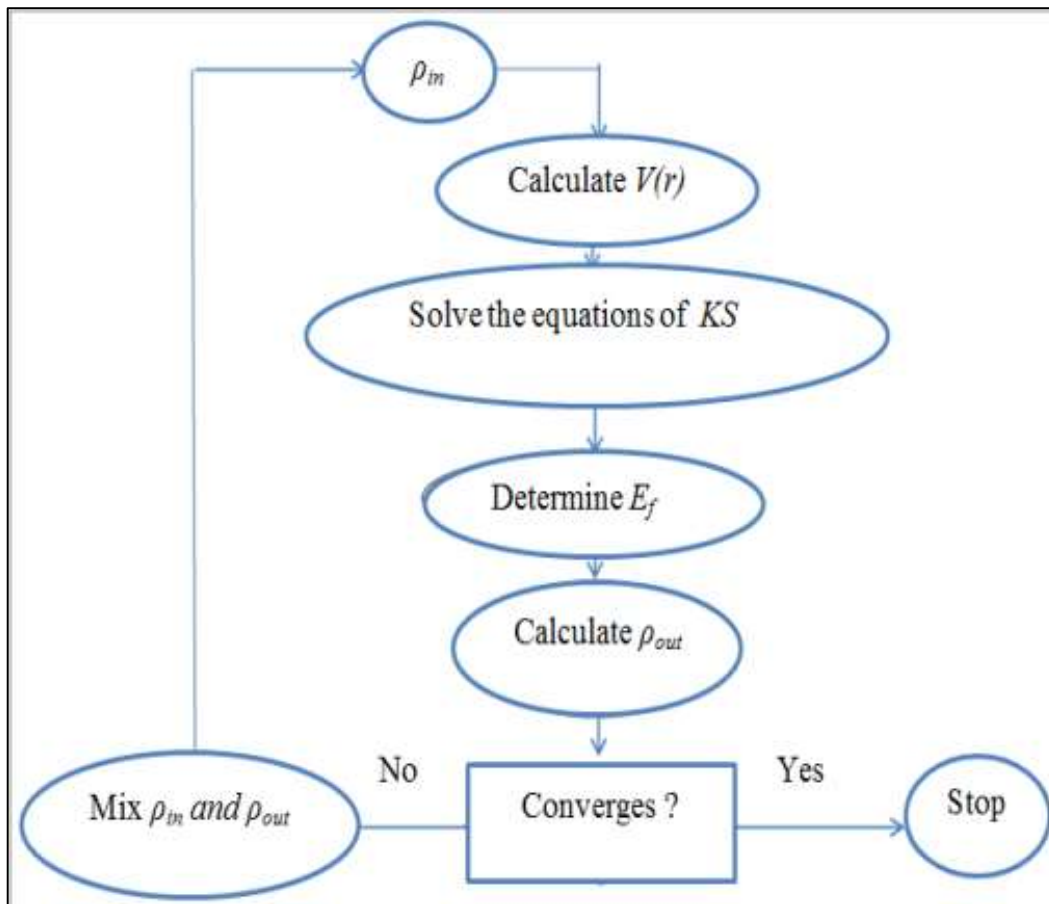 ρin
Calculate V(r)
Solve the equations of KS
Determine Ef
Calculate ρout
No
Yes
Mix ρin and ρout
Converges ?
Stop